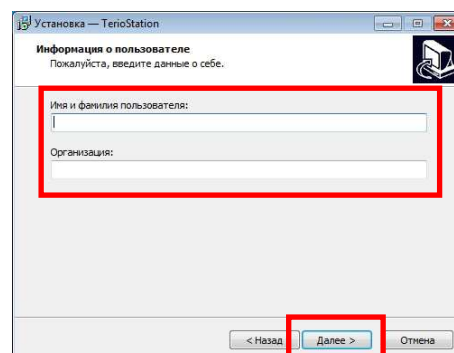 Установка — TerioStation
Информация о пользователе
Пожалуйста, введите данные о себе.
Имя и фамилия пользователя:
Организация:
< Назад
Далее >
Отмена